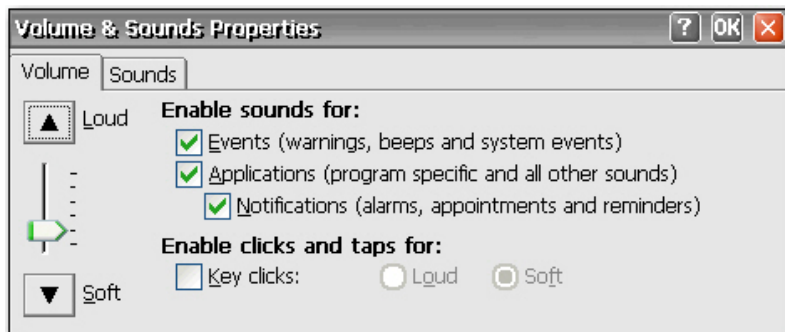 Volume & Sounds Properties ? OK
Volume Sounds
Loud
Enable sounds for:
Events (warnings, beeps and system events)
Applications (program specific and all other sounds)
Notifications (alarms, appointments and reminders)
Enable clicks and taps for:
Key clicks: Loud Soft
Soft